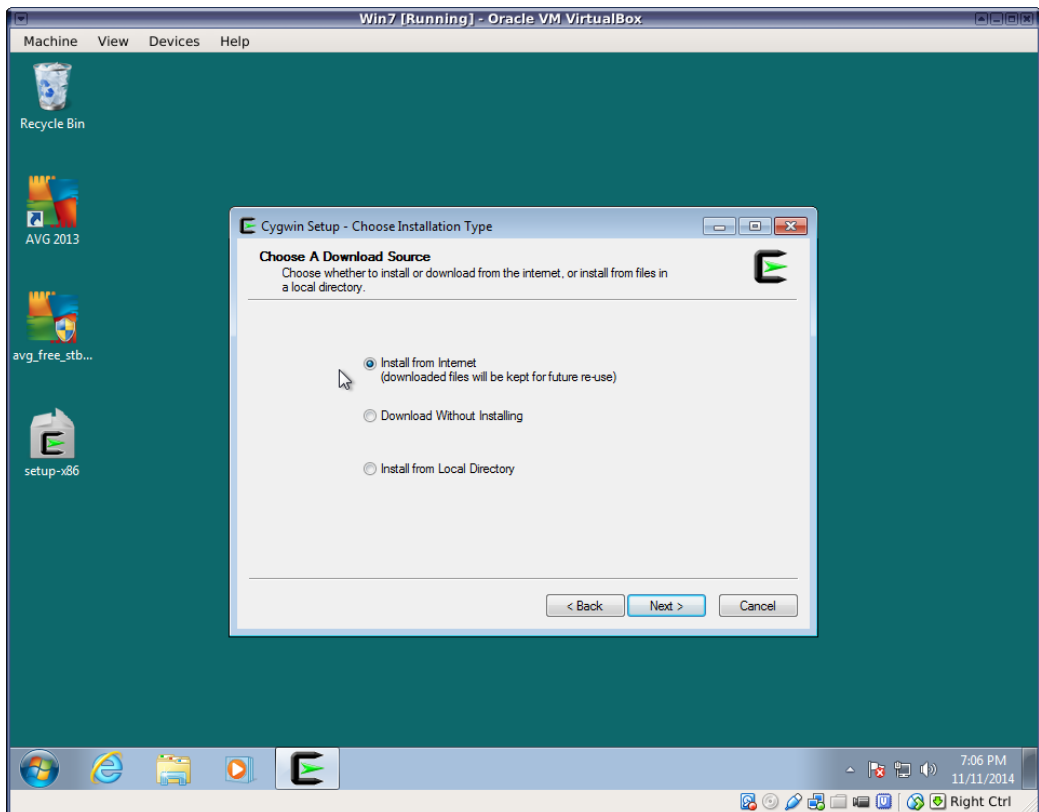 Win7 [Running] - Oracle VM VirtualBox
Machine View Devices Help
Recycle Bin
AVG 2013
avg_free_stb...
setup-x86
Cygwin Setup - Choose Installation Type
Choose A Download Source
Choose whether to install or download from the internet, or install from files in
a local directory.
Install from Internet
(downloaded files will be kept for future re-use)
Download Without Installing
Install from Local Directory
< Back Next > Cancel
7:06 PM
11/11/2014
Right Ctrl